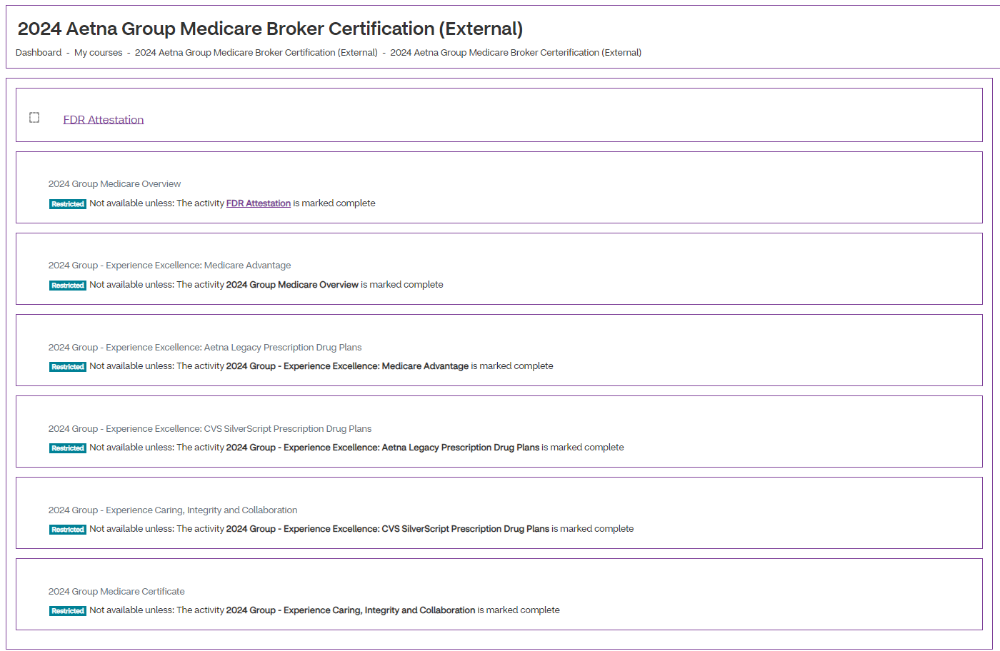 2024 Aetna Group Medicare Broker Certification (External)
Dashboard - My courses - 2024 Aetna Group Medicare Broker Certification (External) - 2024 Aetna Group Medicare Broker Certerification (External)
FDR Attestation
2024 Group Medicare Overview
Restricted Not available unless: The activity FDR Attestation is marked complete
2024 Group - Experience Excellence: Medicare Advantage
Restricted Not available unless: The activity 2024 Group Medicare Overview is marked complete
2024 Group - Experience Excellence: Aetna Legacy Prescription Drug Plans
Restricted Not available unless: The activity 2024 Group - Experience Excellence: Medicare Advantage is marked complete
2024 Group - Experience Excellence: CVS SilverScript Prescription Drug Plans
Restricted Not available unless: The activity 2024 Group - Experience Excellence: Aetna Legacy Prescription Drug Plans is marked complete
2024 Group - Experience Caring, Integrity and Collaboration
Restricted Not available unless: The activity 2024 Group - Experience Excellence: CVS SilverScript Prescription Drug Plans is marked complete
2024 Group Medicare Certificate
Restricted Not available unless: The activity 2024 Group - Experience Caring, Integrity and Collaboration is marked complete